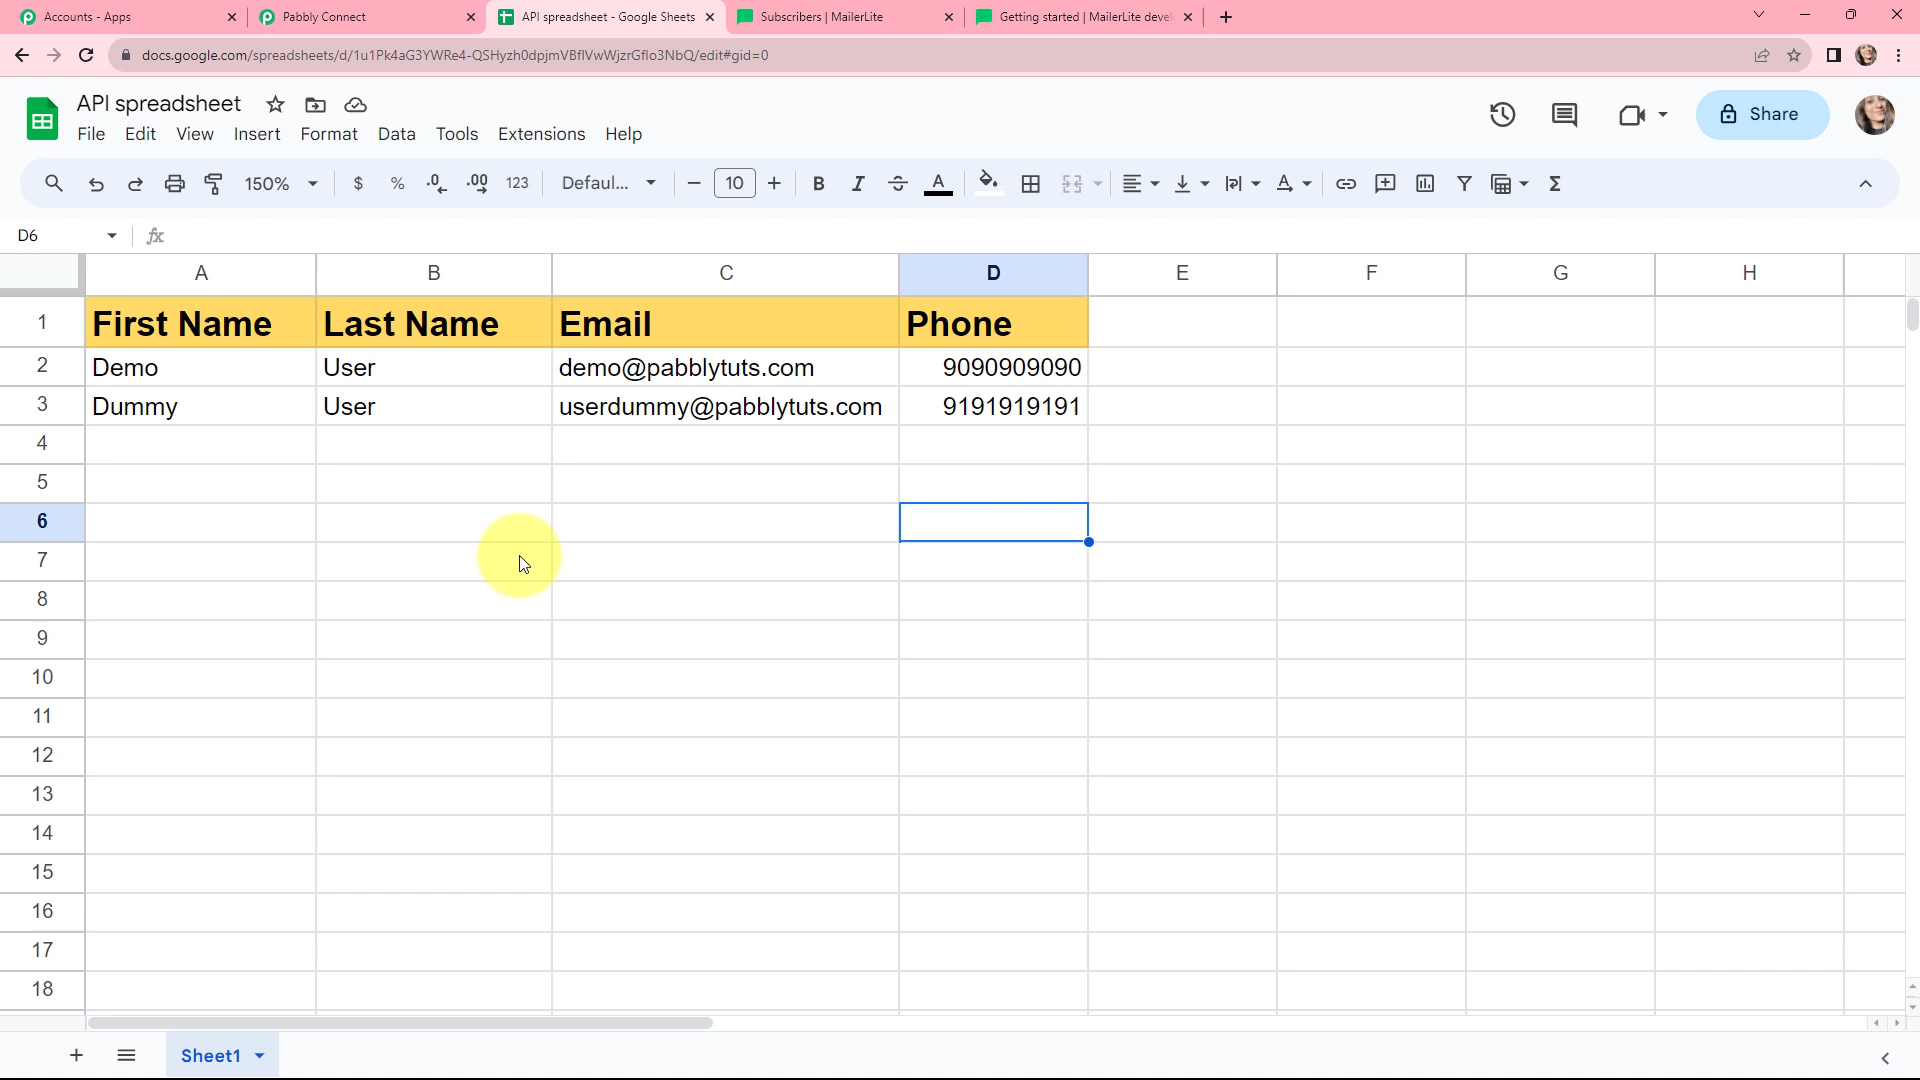 Accounts - Apps
Pabbly Connect
API spreadsheet - Google Sheets
Subscribers | MailerLite
Getting started | MailerLite devel
docs.google.com/spreadsheets/d/1u1Pk4aG3YWRe4-QSHyzh0dpjmVBflVwWjzrGflo3NbQ/edit#gid=0
API spreadsheet
File Edit View Insert Format Data Tools Extensions Help
Share
150% $ % .0 .00 123 Defaul... 10 B I A
D6 fx
A B C D E F G H
1 First Name Last Name Email Phone
2 Demo User demo@pabblytuts.com 9090909090
3 Dummy User userdummy@pabblytuts.com 9191919191
4
5
6
7
8
9
10
11
12
13
14
15
16
17
18
Sheet1